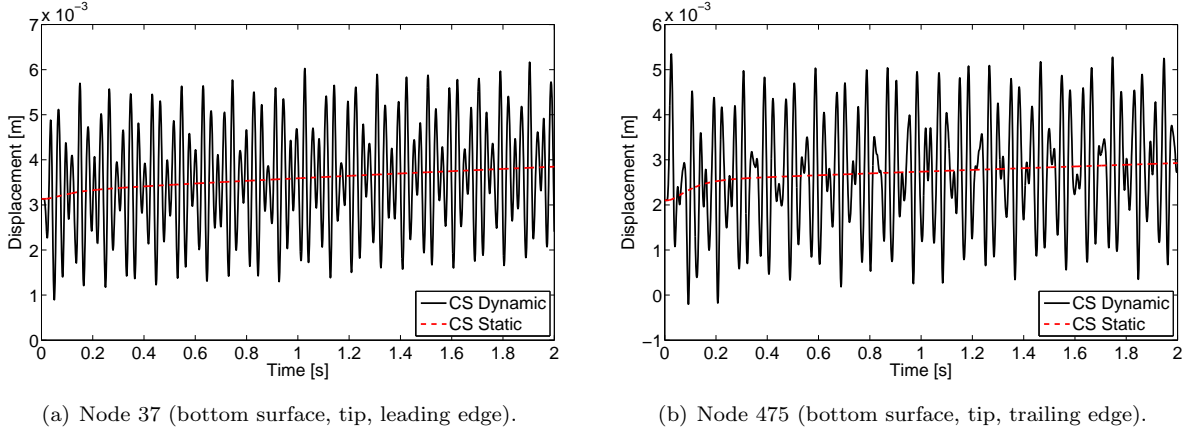 x 10⁻³
7
6
5
4
3
2
1
0
Displacement [m]
0 0.2 0.4 0.6 0.8 1 1.2 1.4 1.6 1.8 2
Time [s]
CS Dynamic
CS Static
(a) Node 37 (bottom surface, tip, leading edge).
x 10⁻³
6
5
4
3
2
1
0
−1
Displacement [m]
0 0.2 0.4 0.6 0.8 1 1.2 1.4 1.6 1.8 2
Time [s]
CS Dynamic
CS Static
(b) Node 475 (bottom surface, tip, trailing edge).